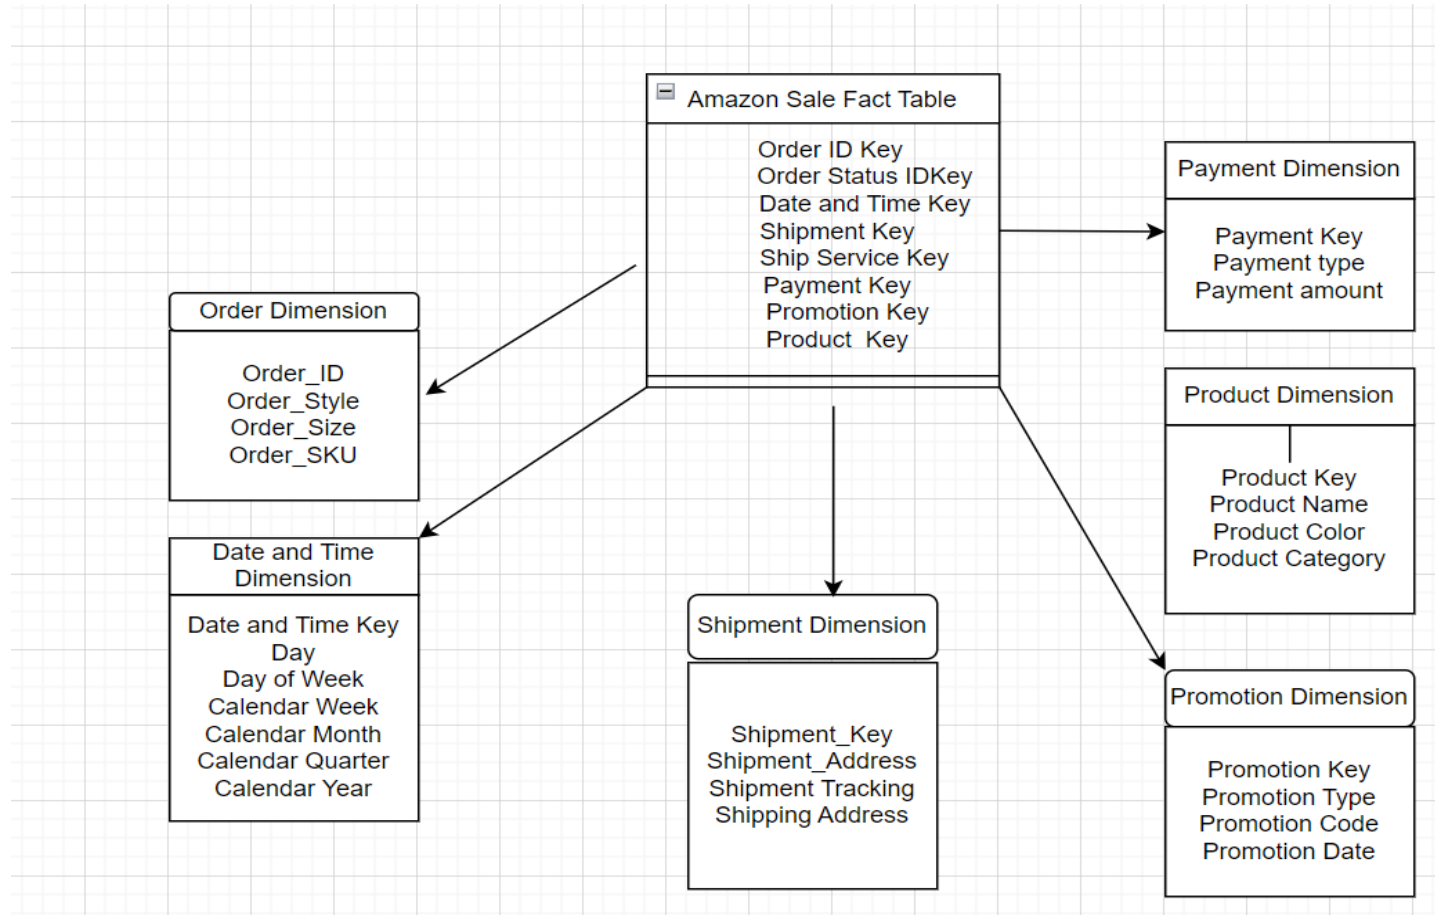 Amazon Sale Fact Table
Order ID Key
Order Status IDKey
Date and Time Key
Shipment Key
Ship Service Key
Payment Key
Promotion Key
Product  Key
Payment Dimension
Payment Key
Payment type
Payment amount
Order Dimension
Order_ID
Order_Style
Order_Size
Order_SKU
Product Dimension
Product Key
Product Name
Product Color
Product Category
Date and Time
Dimension
Date and Time Key
Day
Day of Week
Calendar Week
Calendar Month
Calendar Quarter
Calendar Year
Shipment Dimension
Shipment_Key
Shipment_Address
Shipment Tracking
Shipping Address
Promotion Dimension
Promotion Key
Promotion Type
Promotion Code
Promotion Date